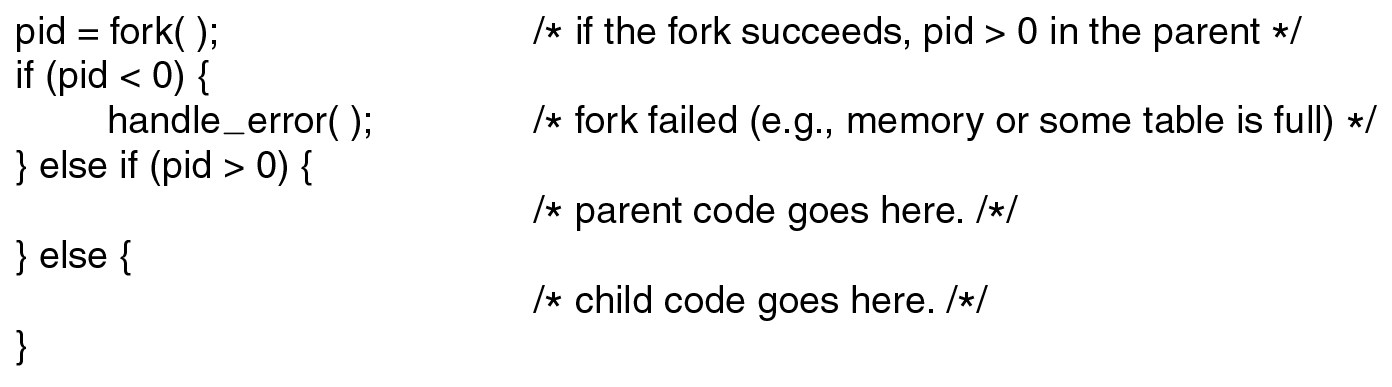 pid = fork( ); /* if the fork succeeds, pid > 0 in the parent */
if (pid < 0) {
handle_error( ); /* fork failed (e.g., memory or some table is full) */
} else if (pid > 0) {
/* parent code goes here. /*/
} else {
/* child code goes here. /*/
}